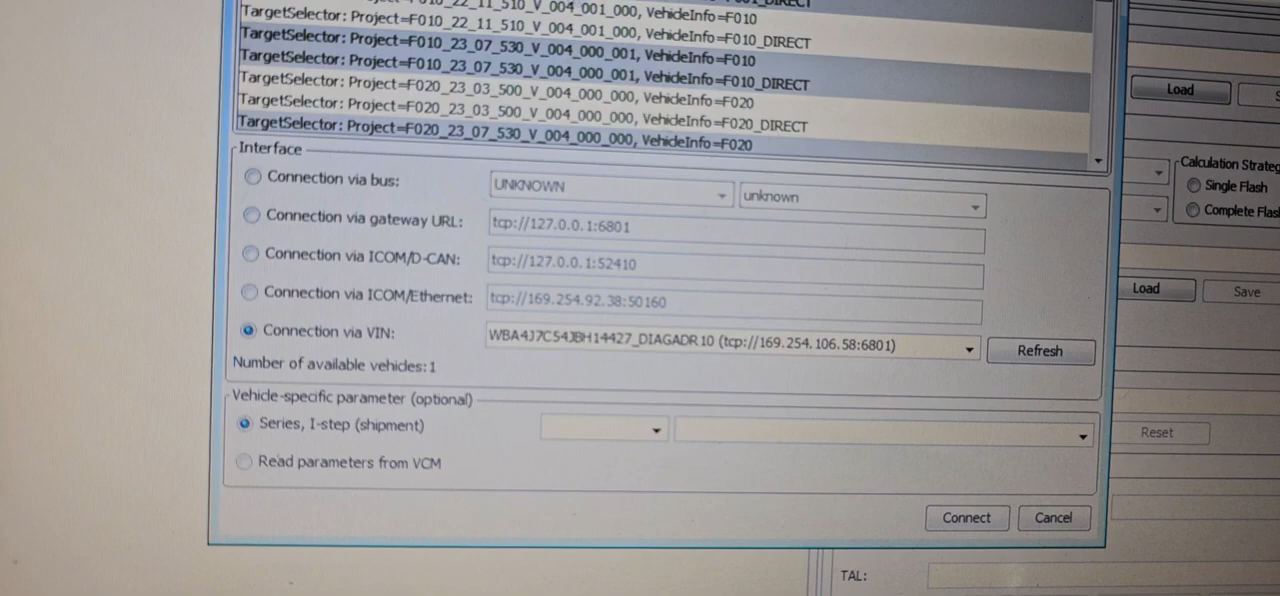 TargetSelector: Project=F010_22_11_510_V_004_001_000, VehicleInfo=F010
TargetSelector: Project=F010_22_11_510_V_004_001_000, VehicleInfo=F010_DIRECT
TargetSelector: Project=F010_23_07_530_V_004_000_001, VehicleInfo=F010
TargetSelector: Project=F010_23_07_530_V_004_000_001, VehicleInfo=F010_DIRECT
TargetSelector: Project=F020_23_03_500_V_004_000_000, VehicleInfo=F020
TargetSelector: Project=F020_23_03_500_V_004_000_000, VehicleInfo=F020_DIRECT
TargetSelector: Project=F020_23_07_530_V_004_000_000, VehicleInfo=F020
Interface
Connection via bus: UNKNOWN unknown
Connection via gateway URL: tcp://127.0.0.1:6801
Connection via ICOM/D-CAN: tcp://127.0.0.1:52410
Connection via ICOM/Ethernet: tcp://169.254.92.38:50160
Connection via VIN: WBA4J7C54JBH14427_DIAGADR10 (tcp://169.254.106.58:6801) Refresh
Number of available vehicles:1
Vehicle-specific parameter (optional)
Series, I-step (shipment)
Read parameters from VCM
Connect Cancel
Load
Calculation
Single Flash
Complete
Load Save
Reset
TAL: